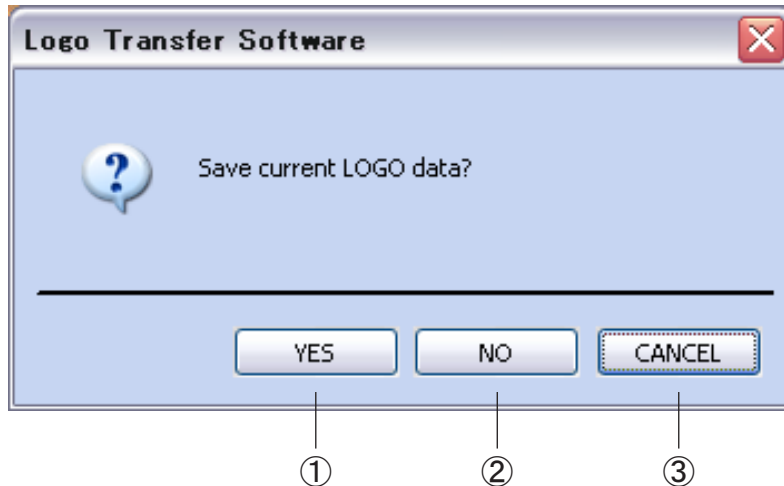 Logo Transfer Software
Save current LOGO data?
YES NO CANCEL
① ② ③